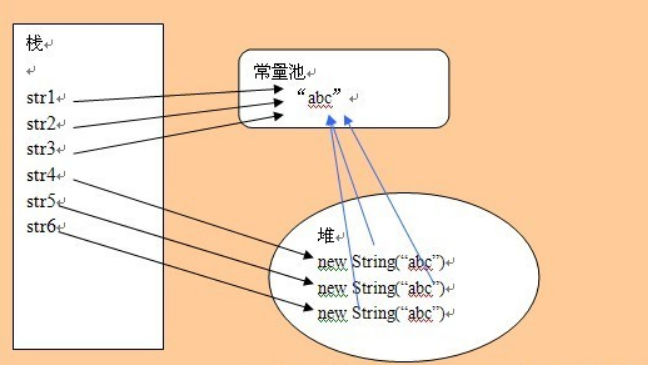 栈
str1
str2
str3
str4
str5
str6
常量池
“abc”
堆
new String(“abc”)
new String(“abc”)
new String(“abc”)